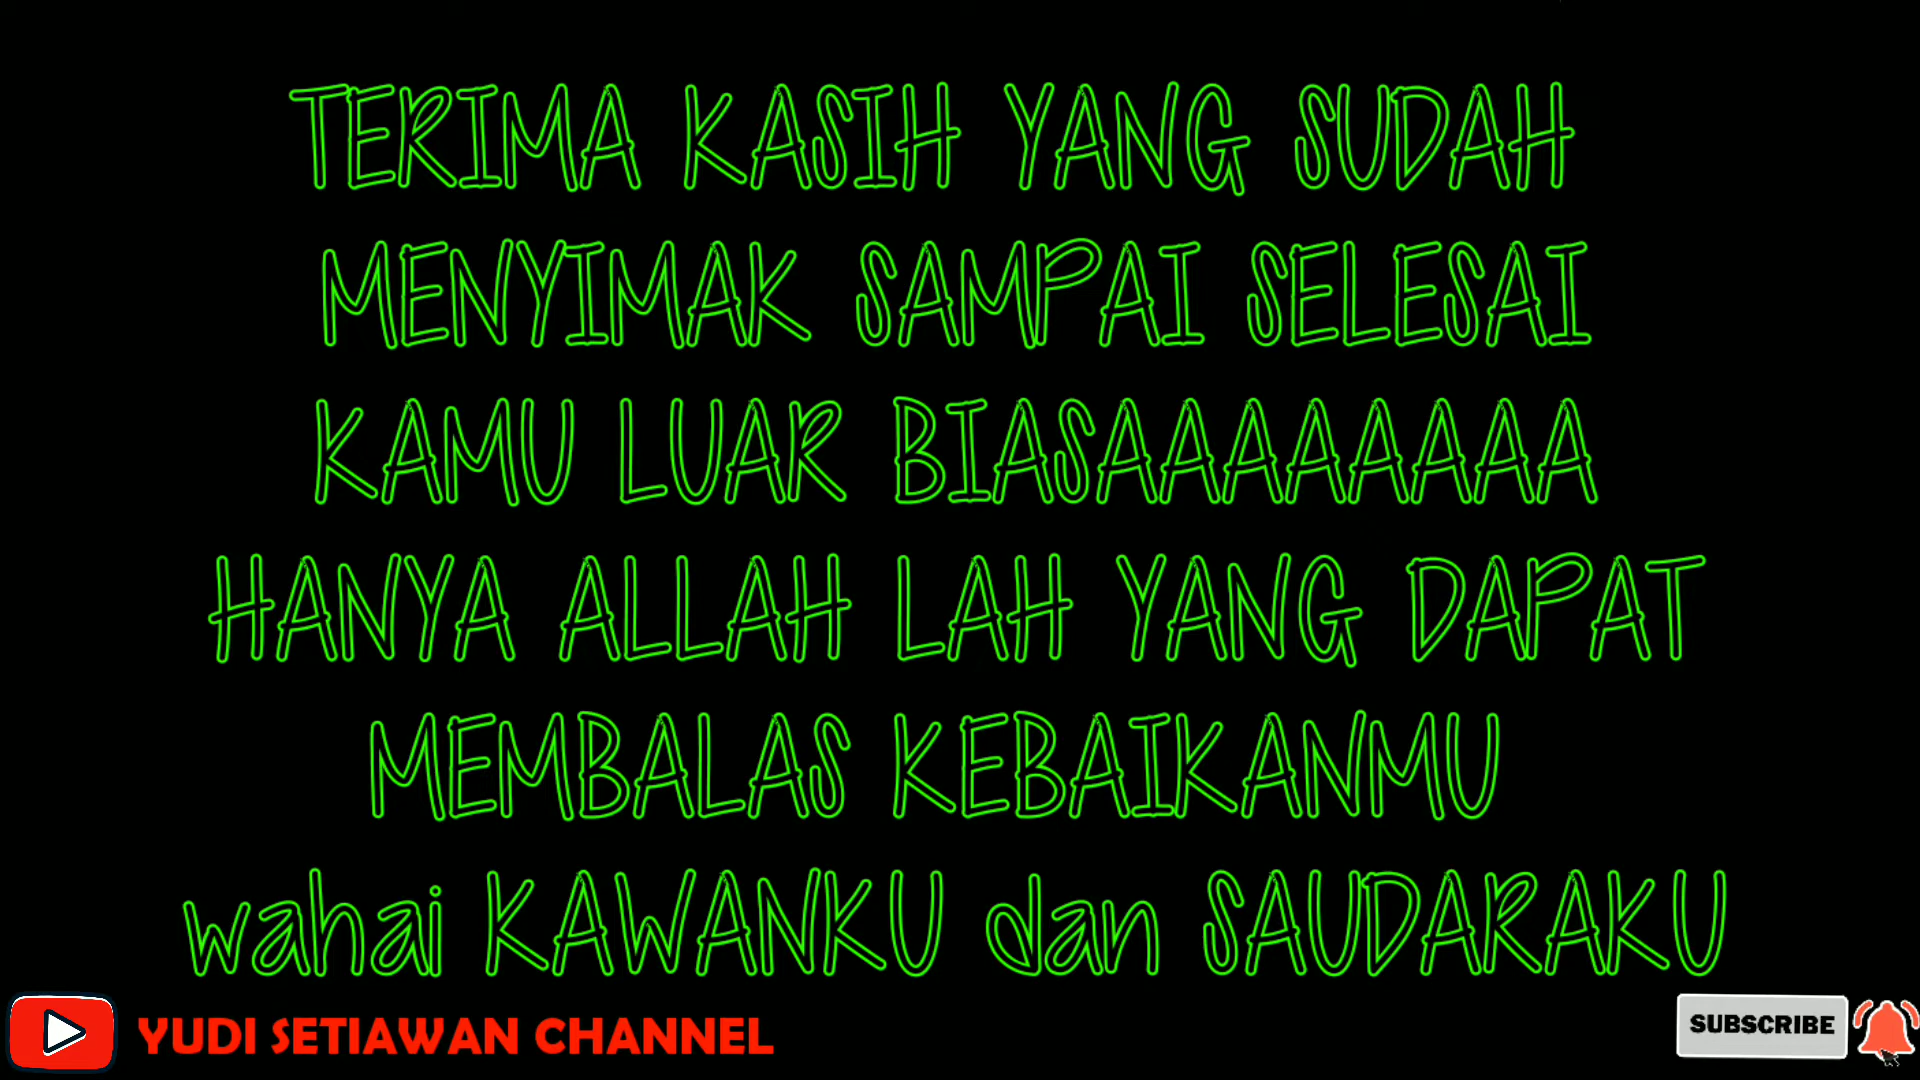 TERIMA KASIH YANG SUDAH
MENYIMAK SAMPAI SELESAI
KAMU LUAR BIASAAAAAAAAA
HANYA ALLAH LAH YANG DAPAT
MEMBALAS KEBAIKANMU
wahai KAWANKU dan SAUDARAKU
YUDI SETIAWAN CHANNEL
SUBSCRIBE